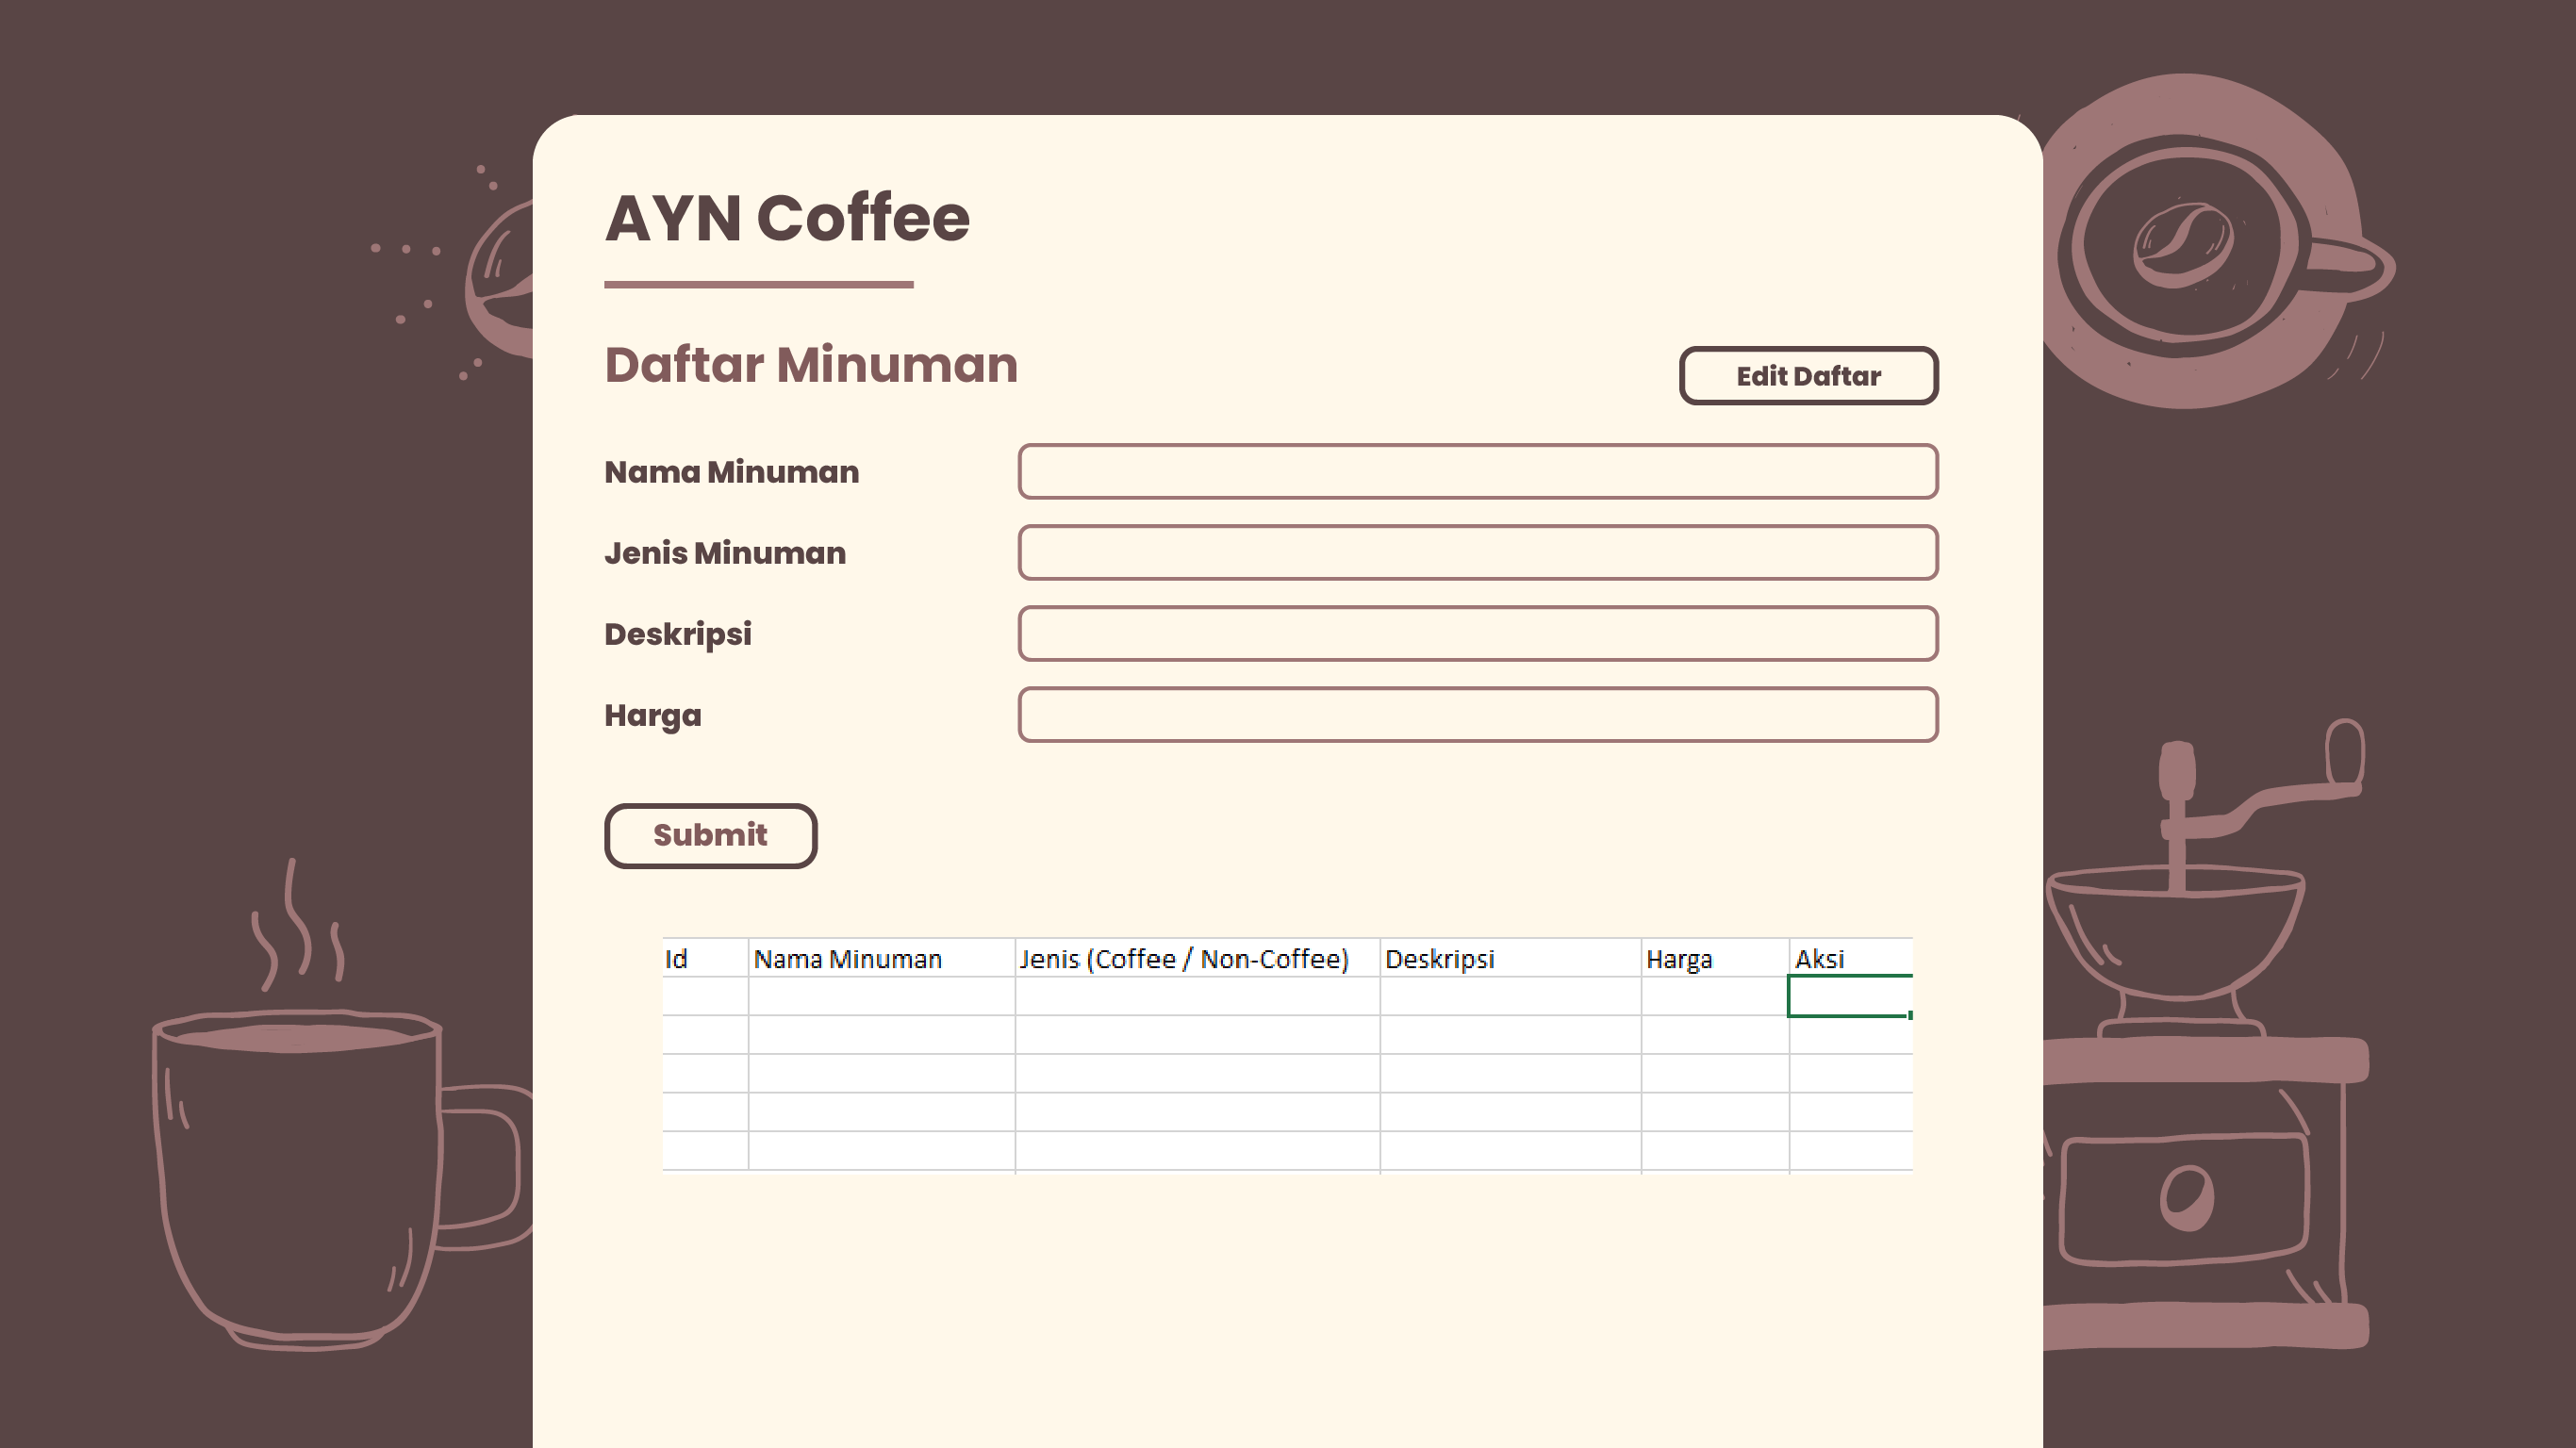 AYN Coffee
Daftar Minuman
Edit Daftar
Nama Minuman
Jenis Minuman
Deskripsi
Harga
Submit
Id Nama Minuman Jenis (Coffee / Non-Coffee) Deskripsi Harga Aksi